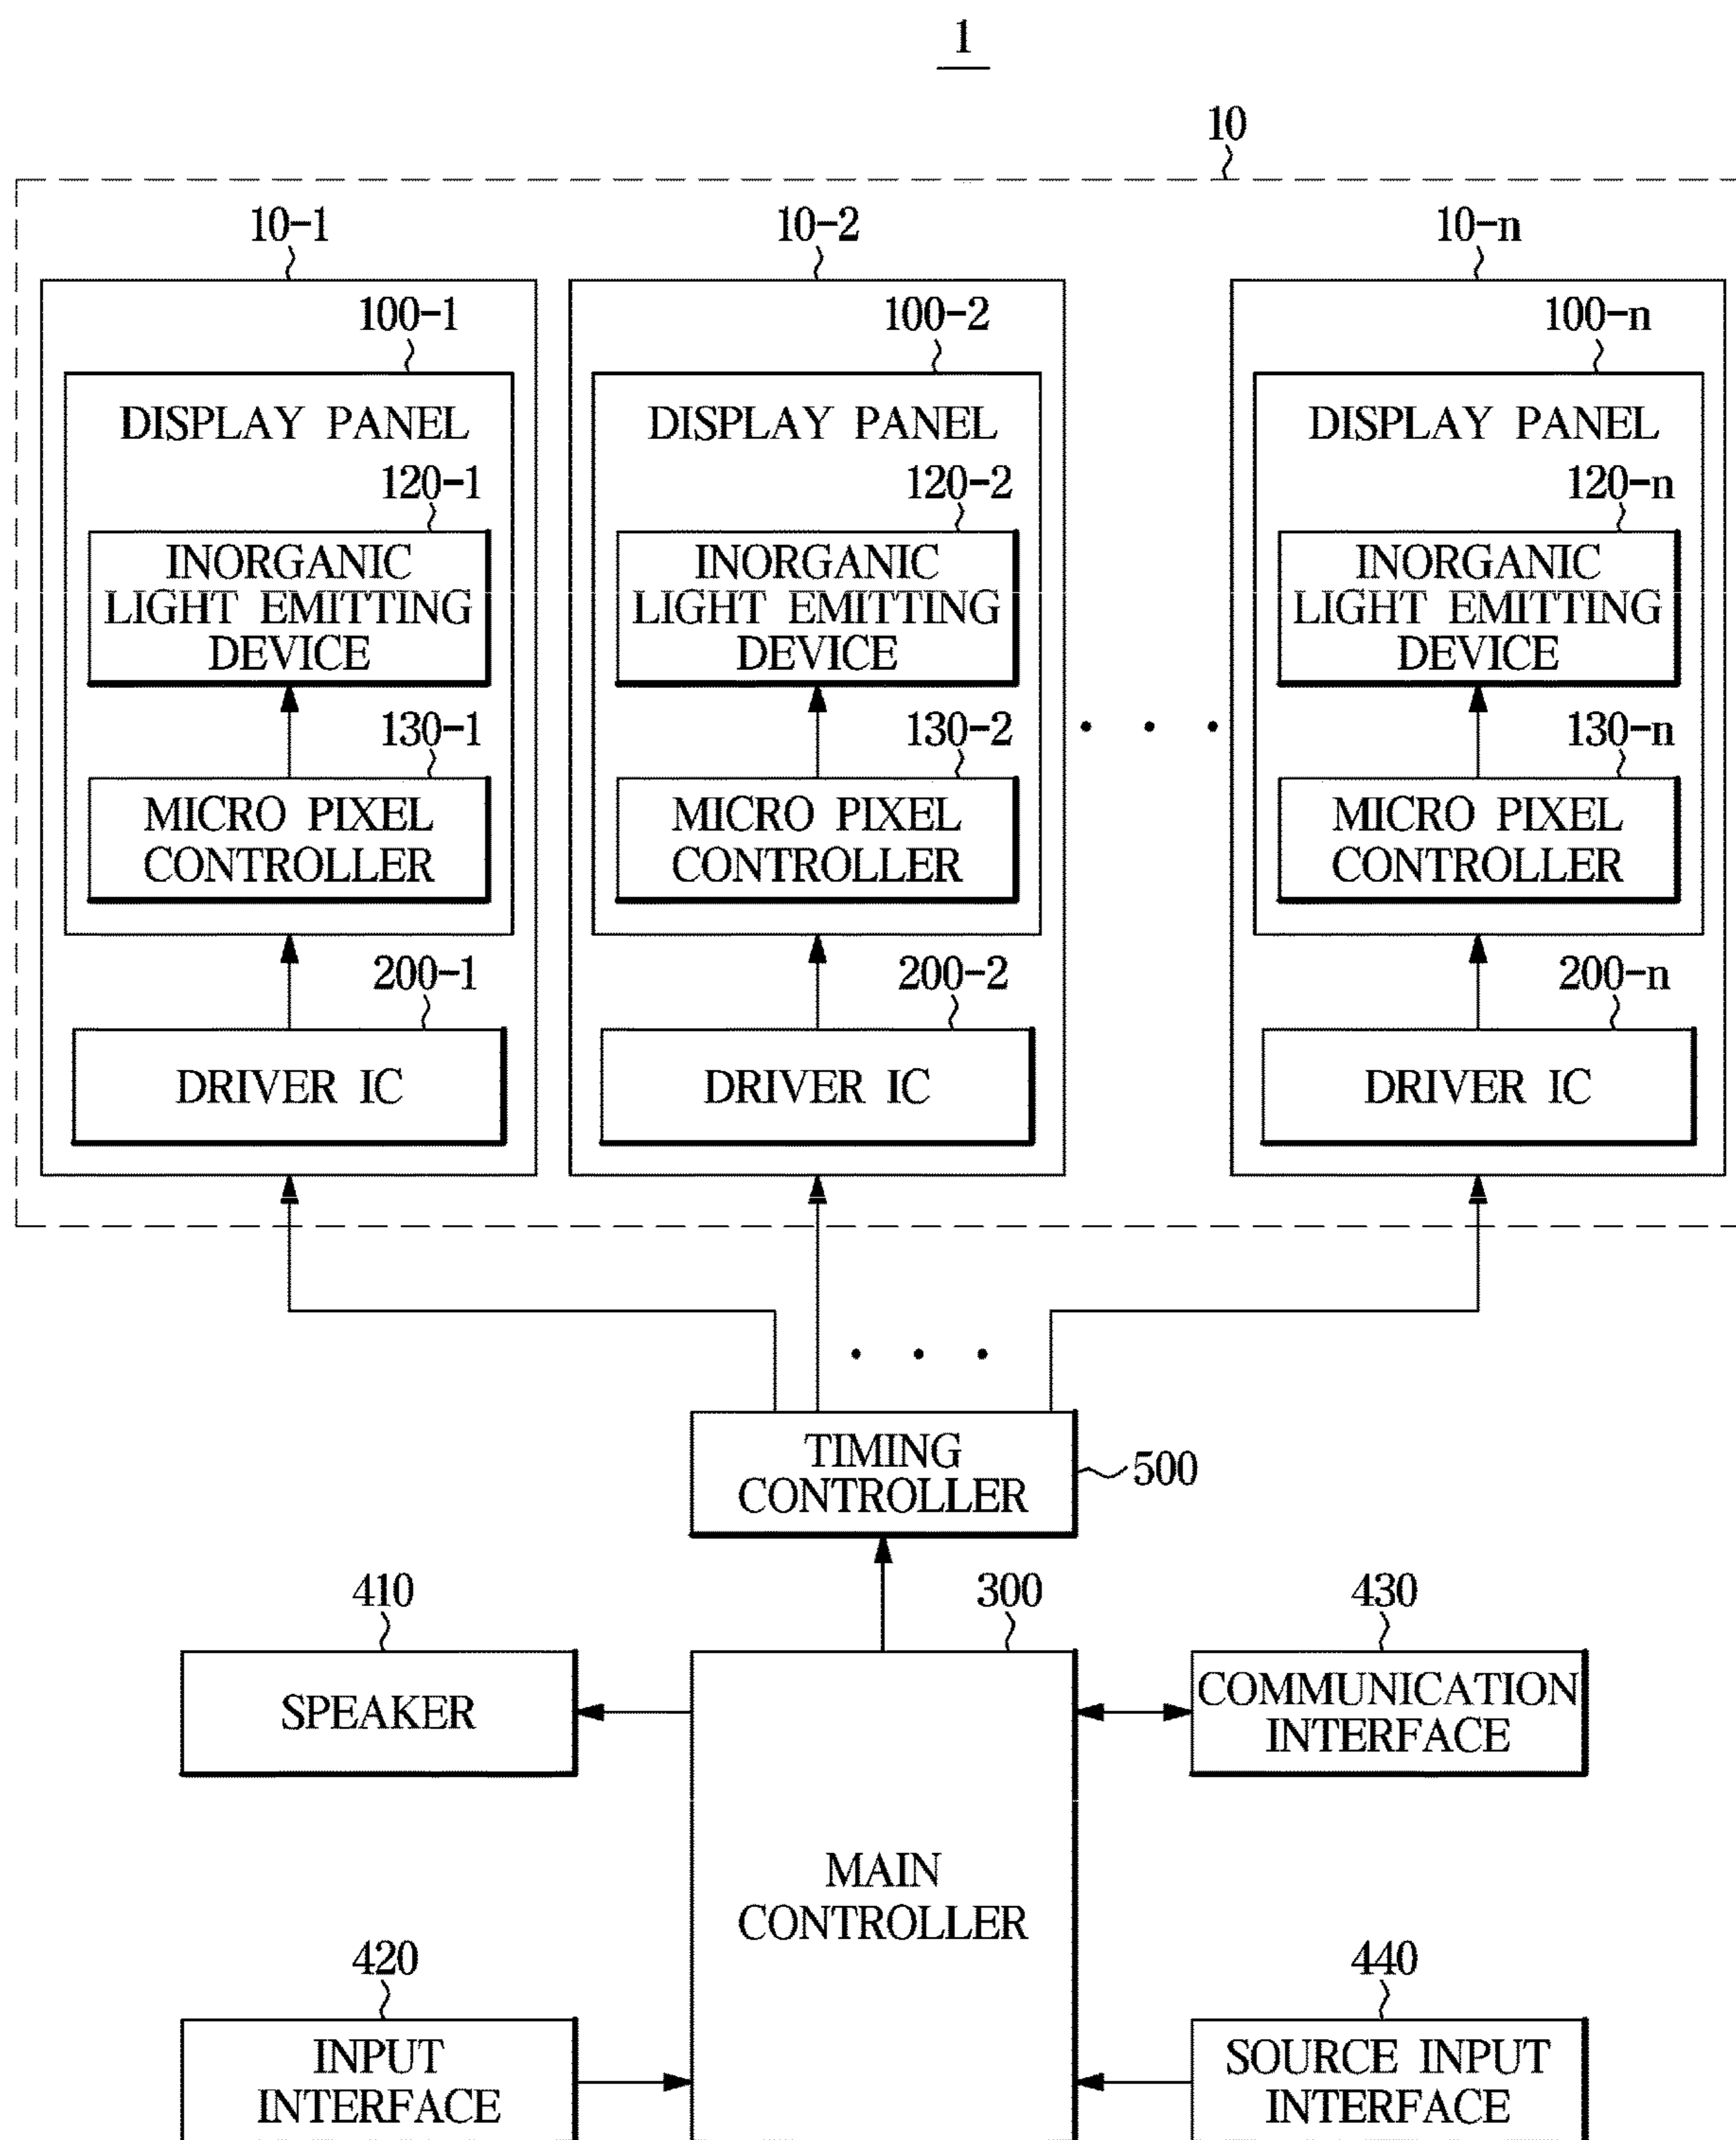 1
10
10-1
10-2
10-n
100-1
100-2
100-n
DISPLAY PANEL
DISPLAY PANEL
DISPLAY PANEL
120-1
120-2
120-n
INORGANIC
LIGHT EMITTING
DEVICE
INORGANIC
LIGHT EMITTING
DEVICE
INORGANIC
LIGHT EMITTING
DEVICE
130-1
130-2
130-n
MICRO PIXEL
CONTROLLER
MICRO PIXEL
CONTROLLER
MICRO PIXEL
CONTROLLER
200-1
200-2
200-n
DRIVER IC
DRIVER IC
DRIVER IC
TIMING
CONTROLLER
500
410
300
430
SPEAKER
COMMUNICATION
INTERFACE
MAIN
CONTROLLER
420
440
INPUT
INTERFACE
SOURCE INPUT
INTERFACE